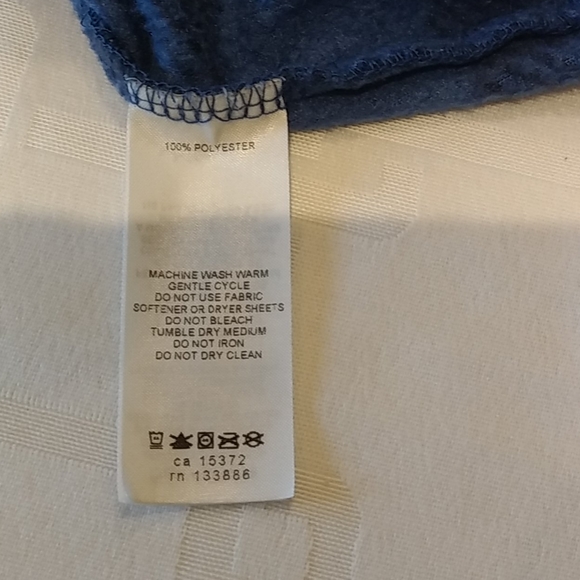 100% POLYESTER
MACHINE WASH WARM
GENTLE CYCLE
DO NOT USE FABRIC
SOFTENER OR DRYER SHEETS
DO NOT BLEACH
TUMBLE DRY MEDIUM
DO NOT IRON
DO NOT DRY CLEAN
ca 15372
rn 133886